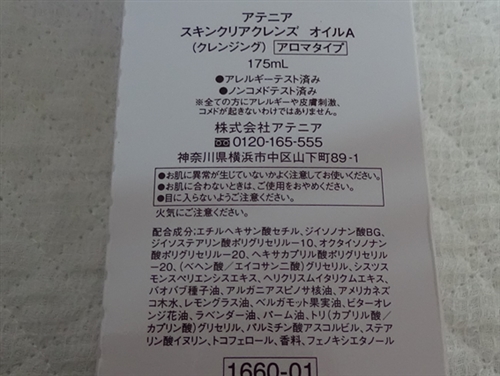 アテニア
スキンクリアクレンズ オイルA
(クレンジング) アロマタイプ
175mL
●アレルギーテスト済み
●ノンコメドテスト済み
※全ての方にアレルギーや皮膚刺激、
コメドが起きないわけではありません。
株式会社アテニア
☎0120-165-555
神奈川県横浜市中区山下町89-1
●お肌に異常が生じていないかよく注意してお使いください。
●お肌に合わないときは、ご使用をおやめください。
●目に入らないようご注意ください。
火気にご注意ください。
配合成分:エチルヘキサン酸セチル、ジイソノナン酸BG、
ジイソステアリン酸ポリグリセリル-10、オクタイソノナン
酸ポリグリセリル-20、ヘキサカプリル酸ポリグリセリル
-20、(ベヘン酸/エイコサン二酸)グリセリル、シスツス
モンスペリエンシスエキス、ヘリクリスムイタリクムエキス、
バオバブ種子油、アルガニアスピノサ核油、アメリカネズ
コ木水、レモングラス油、ベルガモット果実油、ビターオレ
ンジ花油、ラベンダー油、パーム油、トリ(カプリル酸/
カプリン酸)グリセリル、パルミチン酸アスコルビル、ステアリ
ン酸イヌリン、トコフェロール、香料、フェノキシエタノール
1660-01